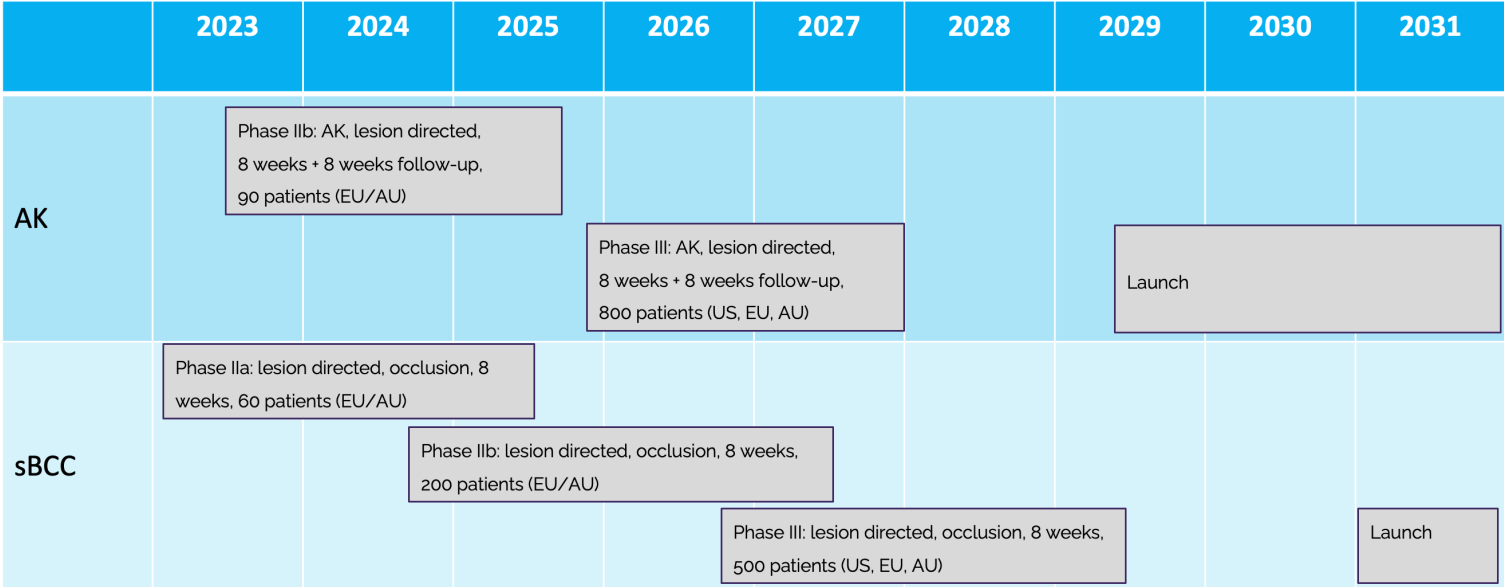 2023 2024 2025 2026 2027 2028 2029 2030 2031
AK
Phase IIb: AK, lesion directed,
8 weeks + 8 weeks follow-up,
90 patients (EU/AU)
Phase III: AK, lesion directed,
8 weeks + 8 weeks follow-up,
800 patients (US, EU, AU)
Launch
sBCC
Phase IIa: lesion directed, occlusion, 8
weeks, 60 patients (EU/AU)
Phase IIb: lesion directed, occlusion, 8 weeks,
200 patients (EU/AU)
Phase III: lesion directed, occlusion, 8 weeks,
500 patients (US, EU, AU)
Launch